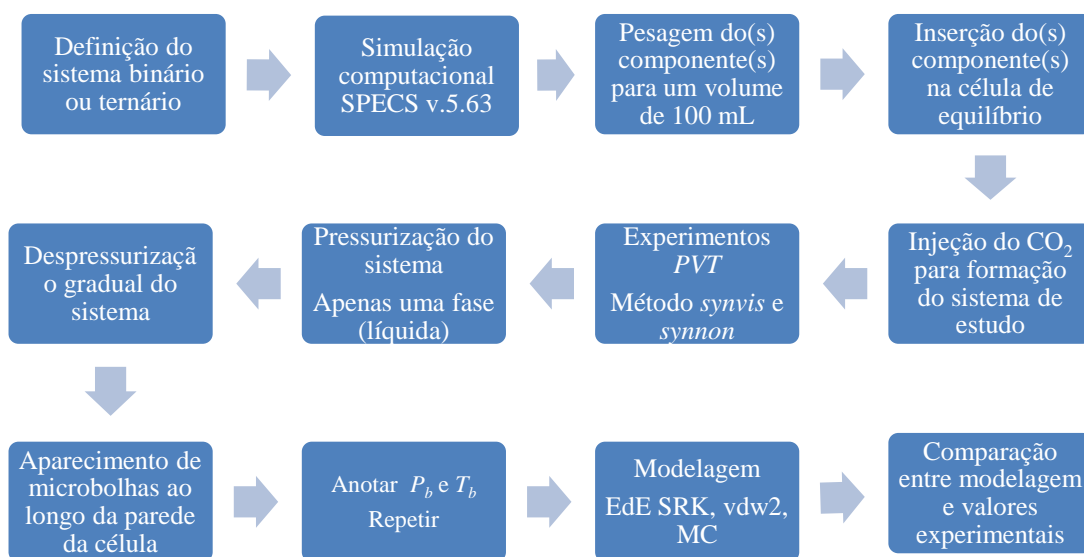 Definição do
sistema binário
ou ternário
Simulação
computacional
SPECS v.5.63
Pesagem do(s)
componente(s)
para um volume
de 100 mL
Inserção do(s)
componente(s)
na célula de
equilíbrio
Injeção do CO₂
para formação
do sistema de
estudo
Experimentos
PVT
Método synvis e
synnon
Pressurização do
sistema
Apenas uma fase
(líquida)
Despressurizaçã
o gradual do
sistema
Aparecimento de
microbolhas ao
longo da parede
da célula
Anotar P_b e T_b
Repetir
Modelagem
EdE SRK, vdw2,
MC
Comparação
entre modelagem
e valores
experimentais